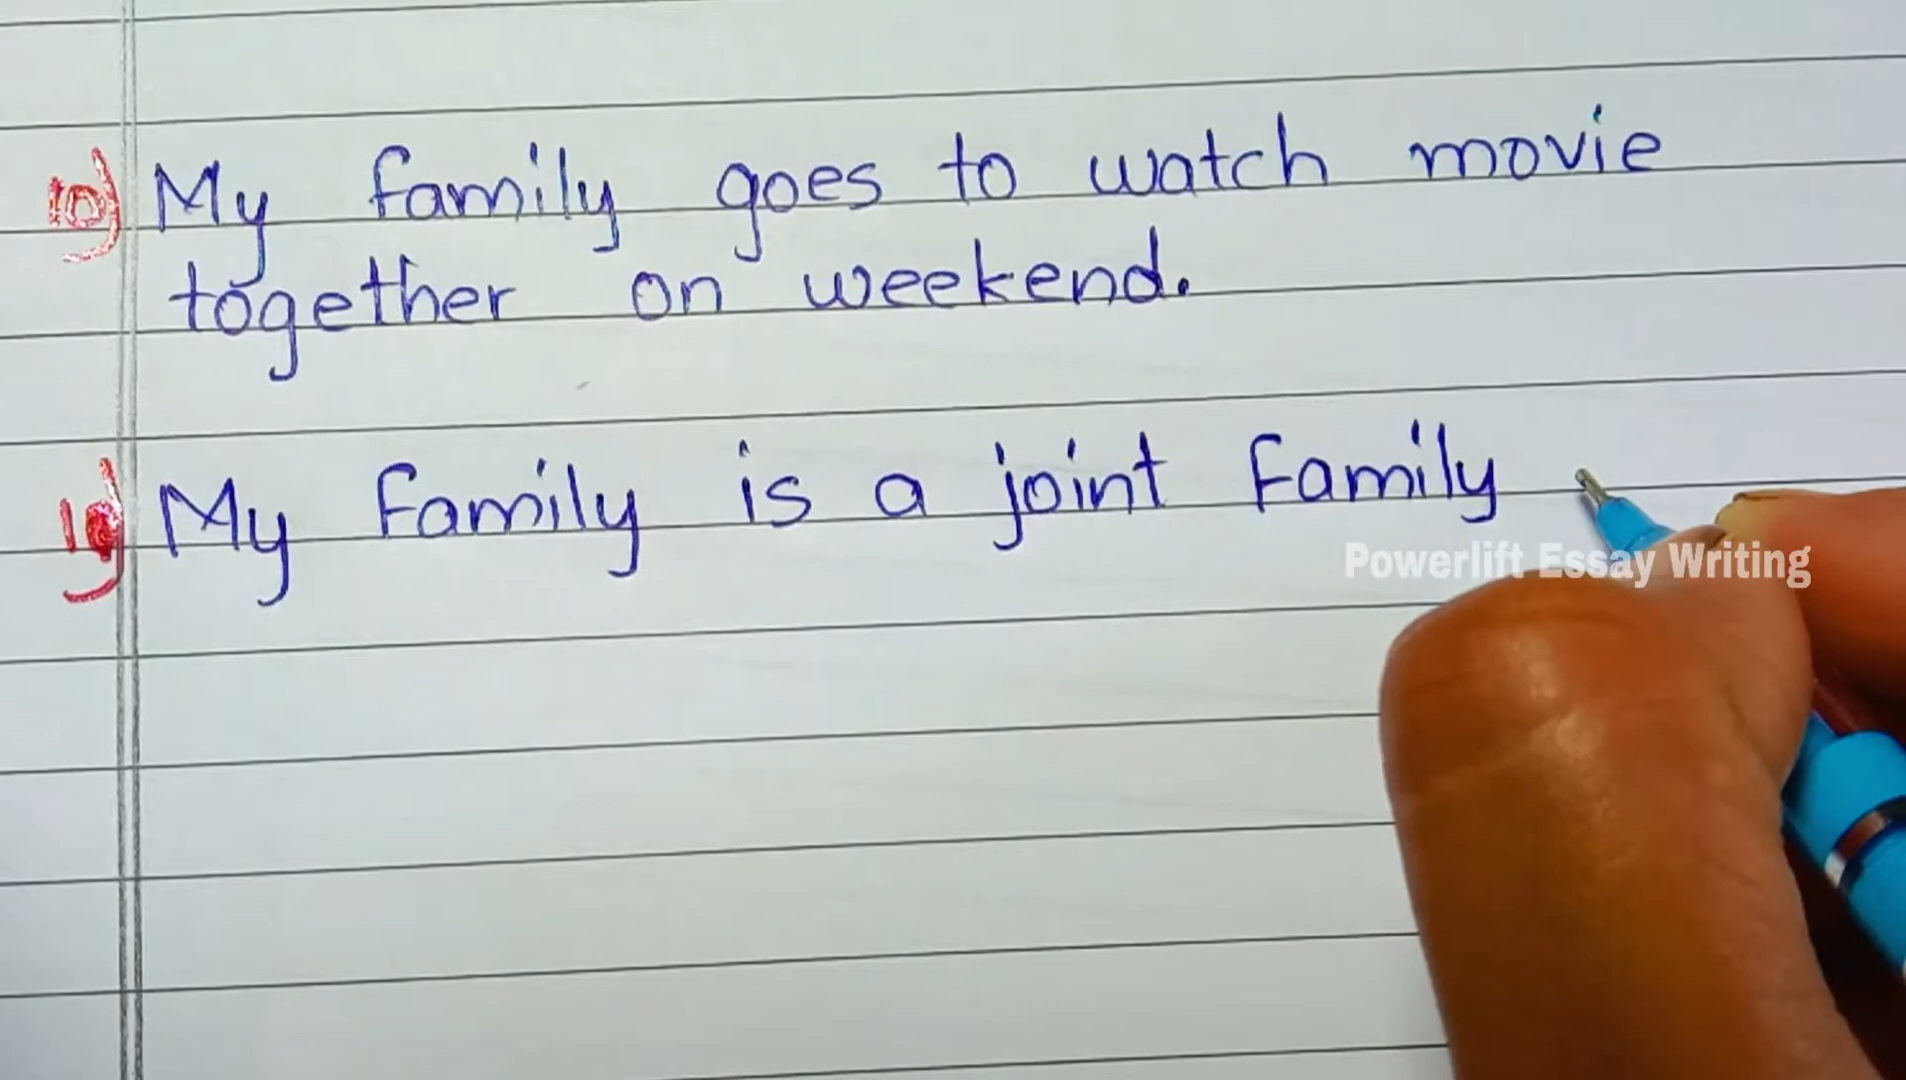 10) My family goes to watch movie
together on weekend.
11) My family is a joint family
Powerlift Essay Writing